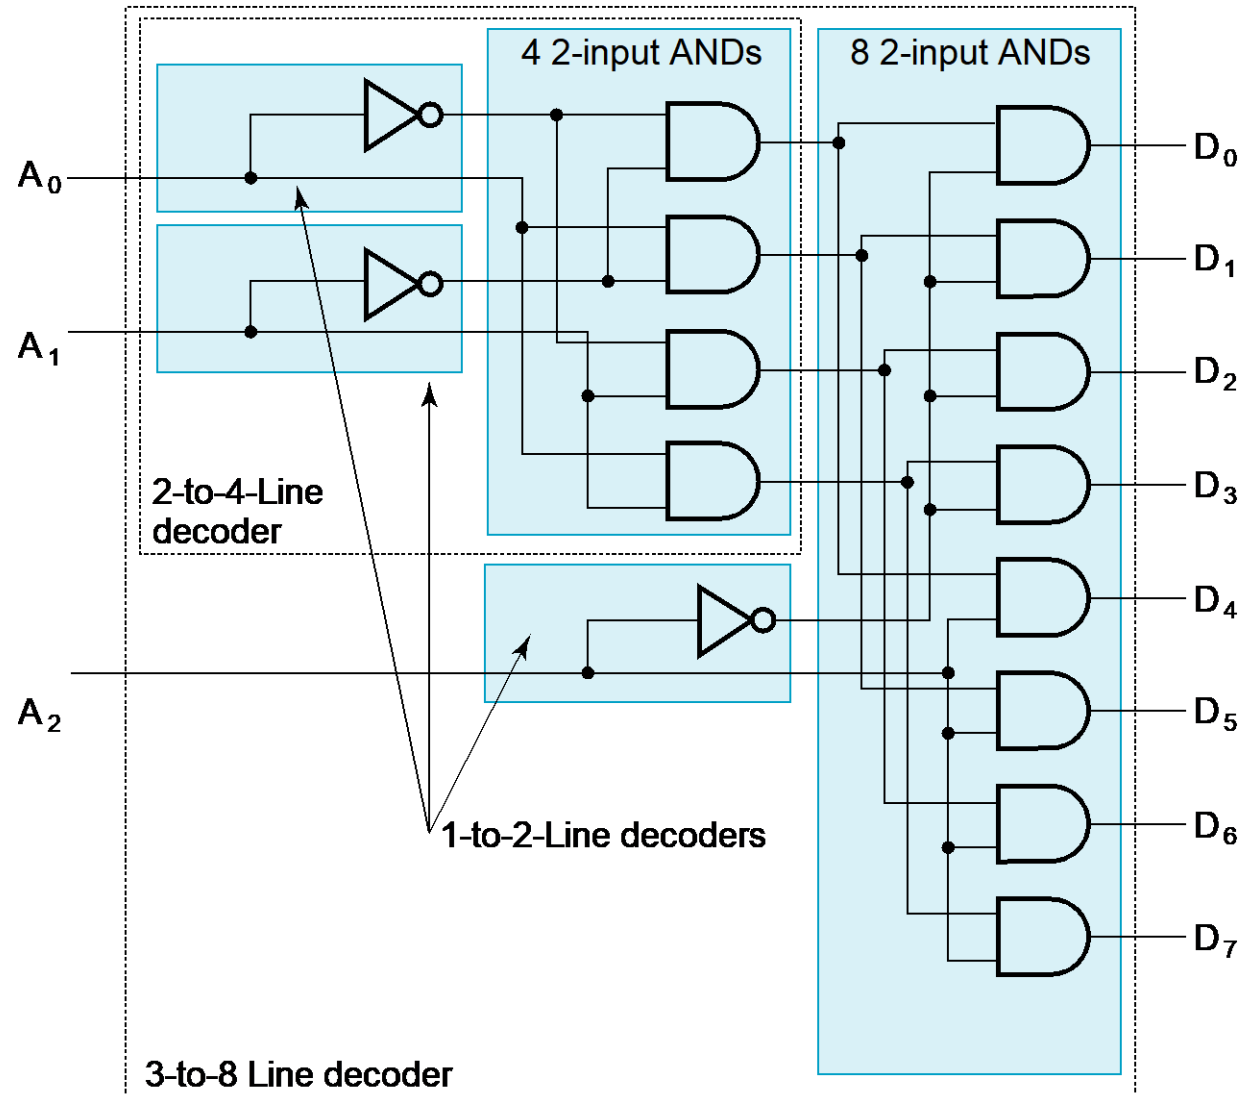 4 2-input ANDs
8 2-input ANDs
A0
A1
A2
2-to-4-Line
decoder
1-to-2-Line decoders
3-to-8 Line decoder
D0
D1
D2
D3
D4
D5
D6
D7